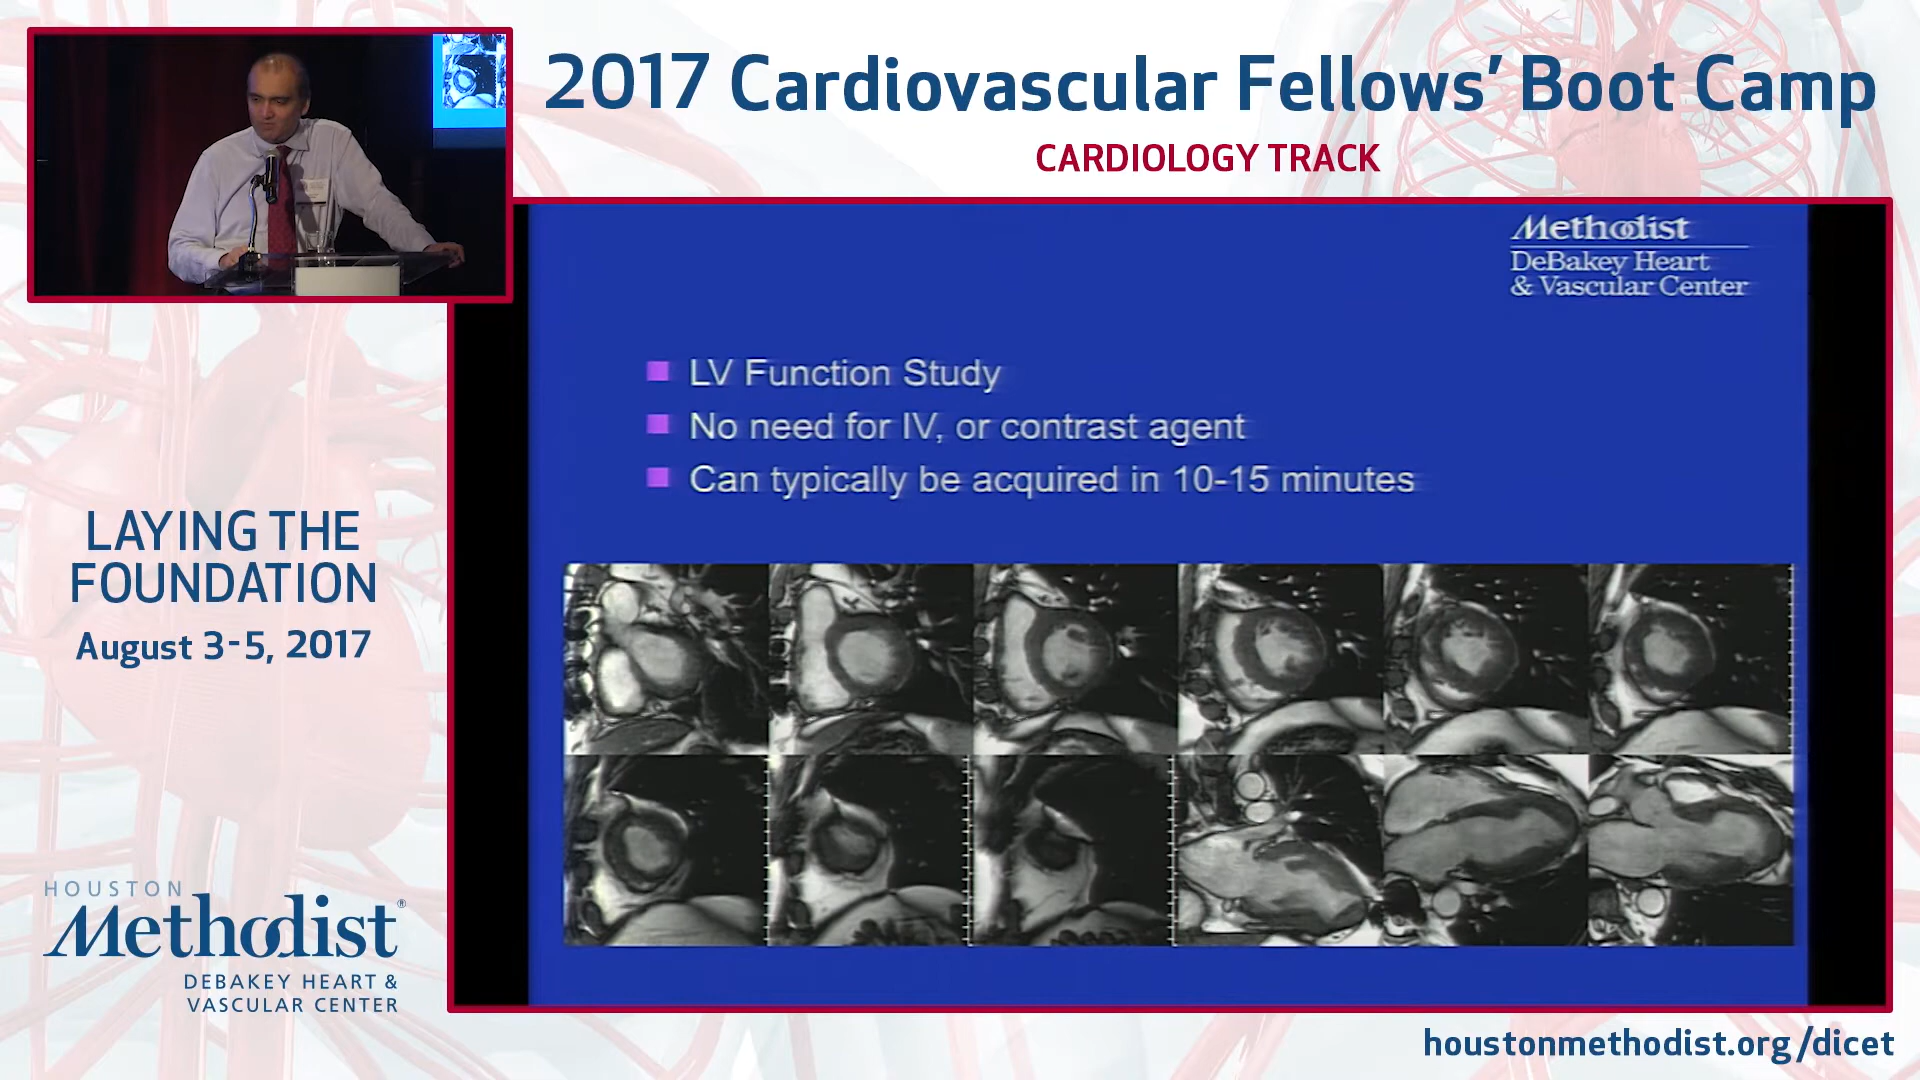 2017 Cardiovascular Fellows’ Boot Camp
CARDIOLOGY TRACK
Methodist
DeBakey Heart
& Vascular Center
LV Function Study
No need for IV, or contrast agent
Can typically be acquired in 10-15 minutes
LAYING THE
FOUNDATION
August 3-5, 2017
HOUSTON
Methodist®
DEBAKEY HEART &
VASCULAR CENTER
houstonmethodist.org/dicet